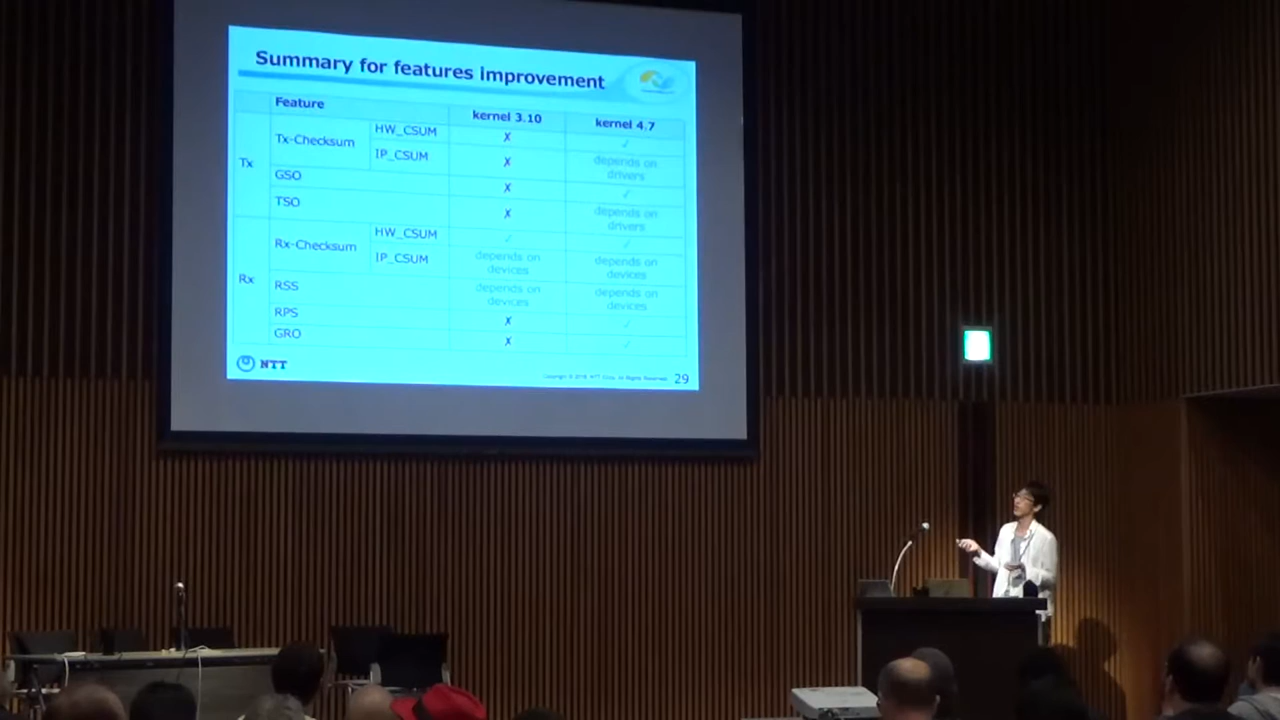 Summary for features improvement
Feature kernel 3.10 kernel 4.7
Tx Tx-Checksum HW_CSUM ✗ ✓
IP_CSUM ✗ depends on drivers
GSO ✗ ✓
TSO ✗ depends on drivers
Rx Rx-Checksum HW_CSUM ✓ ✓
IP_CSUM depends on devices depends on devices
RSS depends on devices depends on devices
RPS ✗ ✓
GRO ✗ ✓
NTT
29